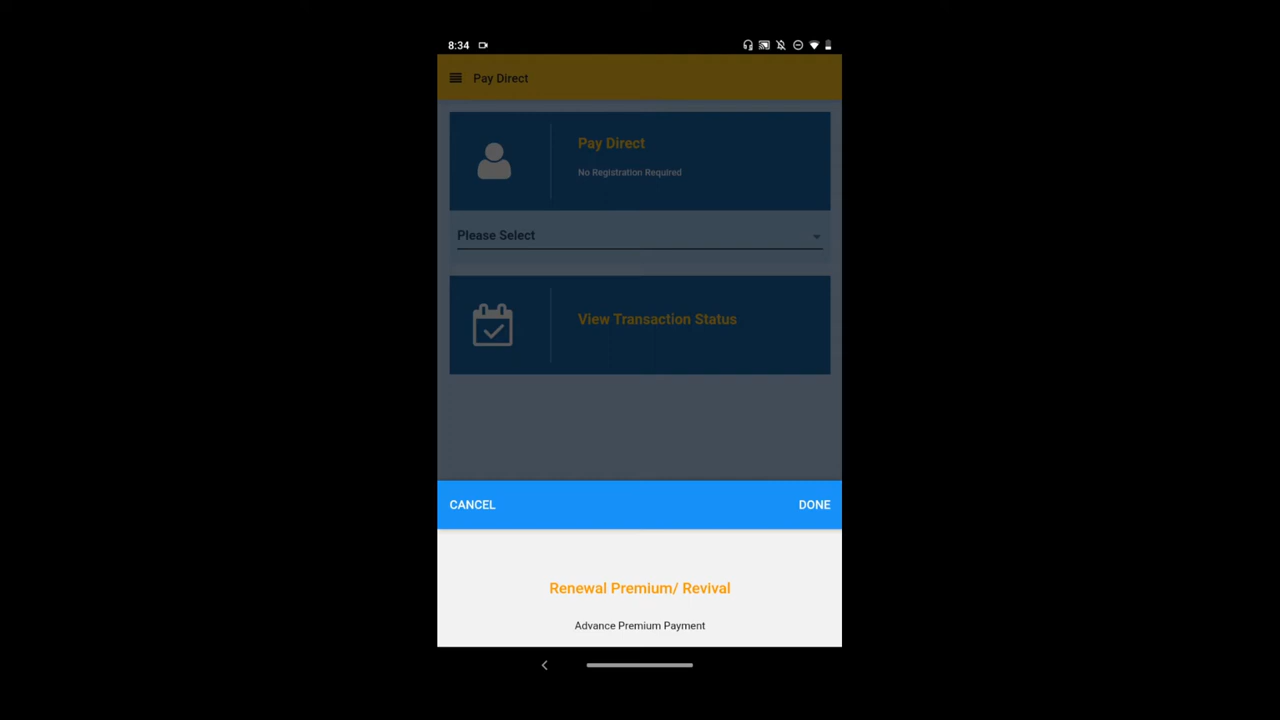 8:34
Pay Direct
Pay Direct
No Registration Required
Please Select
View Transaction Status
CANCEL DONE
Renewal Premium/ Revival
Advance Premium Payment